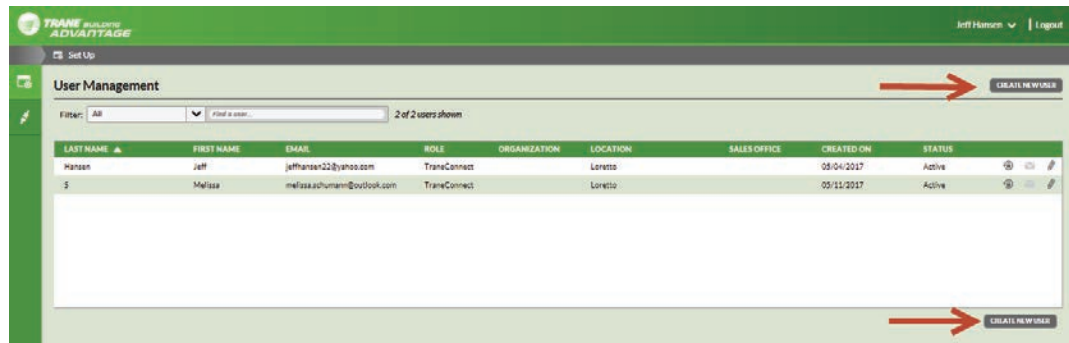 TRANE BUILDING
ADVANTAGE
Jeff Hansen | Logout
Set Up
User Management
CREATE NEW USER
Filter: All Find a user... 2 of 2 users shown
LAST NAME FIRST NAME EMAIL ROLE ORGANIZATION LOCATION SALES OFFICE CREATED ON STATUS
Hansen Jeff jeffhansen22@yahoo.com TraneConnect Loretto 05/04/2017 Active
S Melissa melissa.schumann@outlook.com TraneConnect Loretto 05/11/2017 Active
CREATE NEW USER